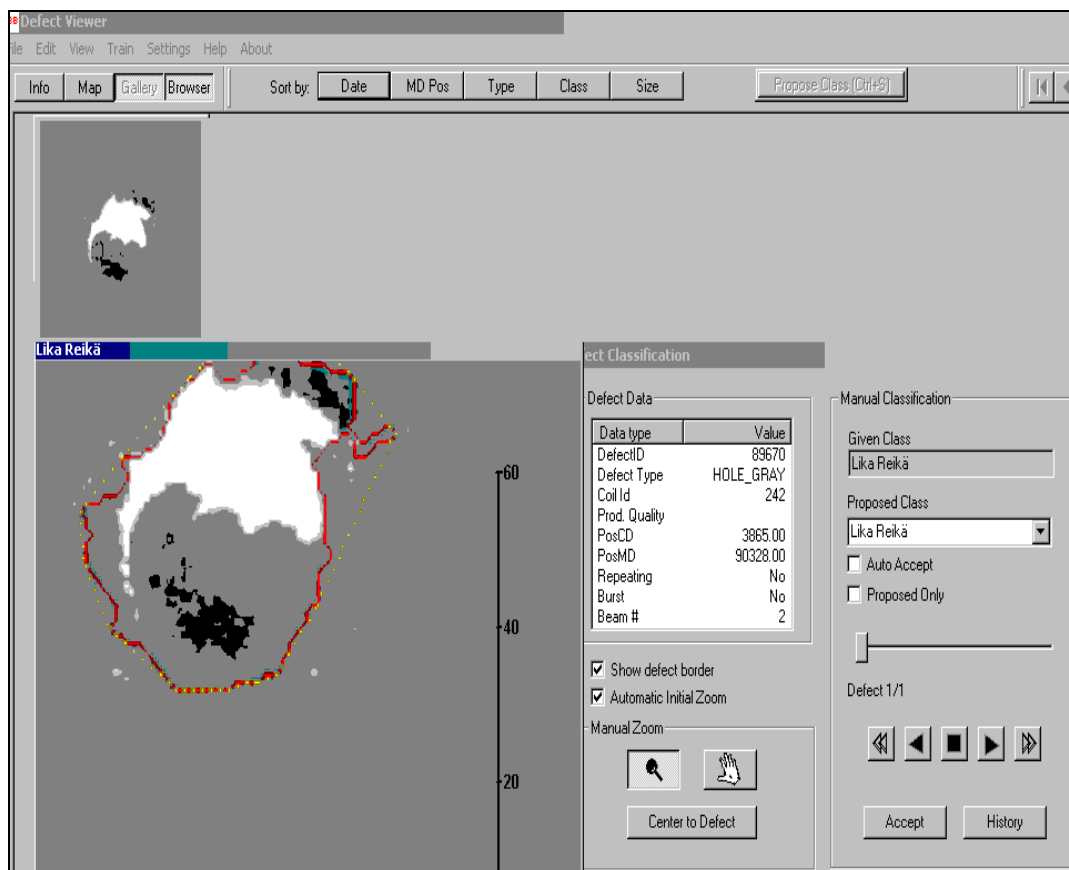 Defect Viewer
File Edit View Train Settings Help About
Info Map Gallery Browser Sort by: Date MD Pos Type Class Size Propose Class (Ctrl+S)
Lika Reikä
ect Classification
Defect Data
Data type Value
DefectID 89670
Defect Type HOLE_GRAY
Coil Id 242
Prod. Quality
PosCD 3865.00
PosMD 90328.00
Repeating No
Burst No
Beam # 2
Show defect border
Automatic Initial Zoom
Manual Zoom
Center to Defect
Manual Classification
Given Class
Lika Reikä
Proposed Class
Lika Reikä
Auto Accept
Proposed Only
Defect 1/1
Accept History
60
40
20